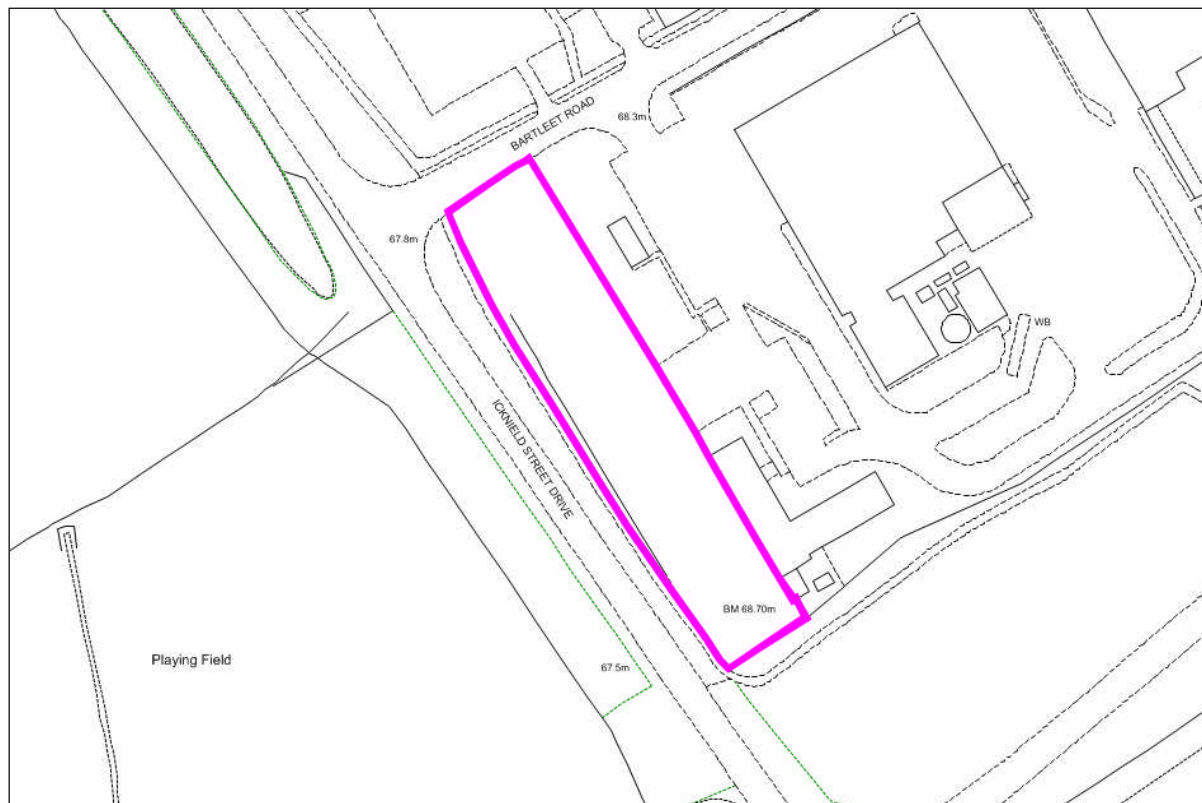 BARTLEET ROAD
68.3m
67.8m
WB
ICKNIELD STREET DRIVE
BM 68.70m
Playing Field
67.5m